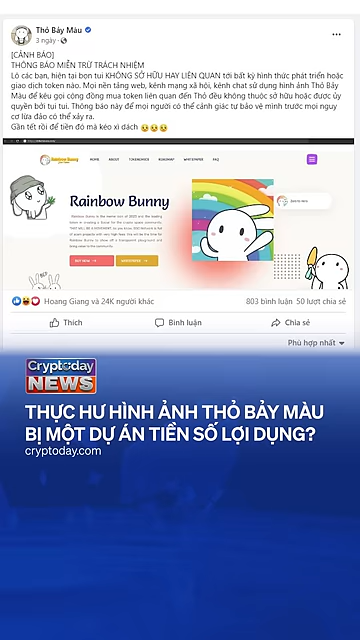 Thỏ Bảy Màu
3 ngày
[CẢNH BÁO]
THÔNG BÁO MIỄN TRỪ TRÁCH NHIỆM
Lô các bạn, hiện tại bọn tui KHÔNG SỞ HỮU HAY LIÊN QUAN tới bất kỳ hình thức phát triển hoặc
giao dịch token nào. Mọi nền tảng web, kênh mạng xã hội, kênh chat sử dụng hình ảnh Thỏ Bảy
Màu để kêu gọi cộng đồng mua token liên quan đến Thỏ đều không thuộc sở hữu hoặc được ủy
quyền bởi tụi tui. Thông báo này để mọi người có thể cảnh giác tự bảo vệ mình trước mọi nguy
cơ lừa đảo có thể xảy ra.
Gần tết rồi để tiền đó mà kéo xì dách
Rainbow Bunny
HOME
ABOUT
TOKENOMICS
ROADMAP
WHITEPAPER
FAQ
Rainbow Bunny
BUY NOW
WHITEPAPER
Hoang Giang và 24K người khác
803 bình luận
50 lượt chia sẻ
Thích
Bình luận
Chia sẻ
Phù hợp nhất
Cryptoday
NEWS
THỰC HƯ HÌNH ẢNH THỎ BẢY MÀU
BỊ MỘT DỰ ÁN TIỀN SỐ LỢI DỤNG?
cryptoday.com